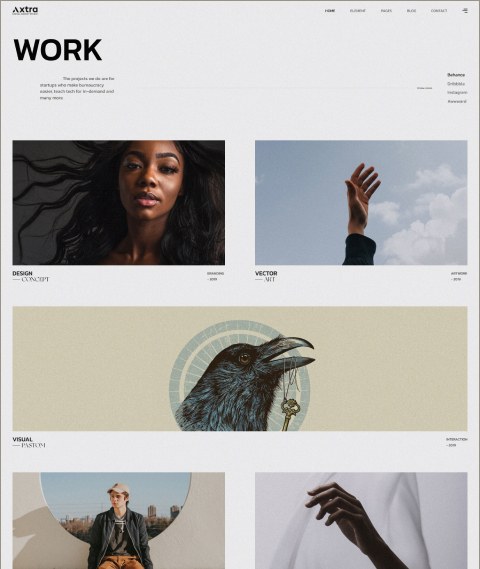 Axtra
HOME
ELEMENT
PAGES
BLOG
CONTACT
WORK
The projects we do are for
startups who make bureaucracy
easier, teach tech for in-demand and
many more
Behance
Dribbble
Instagram
Awwward
DESIGN
CONCEPT
BRANDING
- 2019
VECTOR
ART
ARTWORK
- 2019
VISUAL
INTERACTION
- 2019